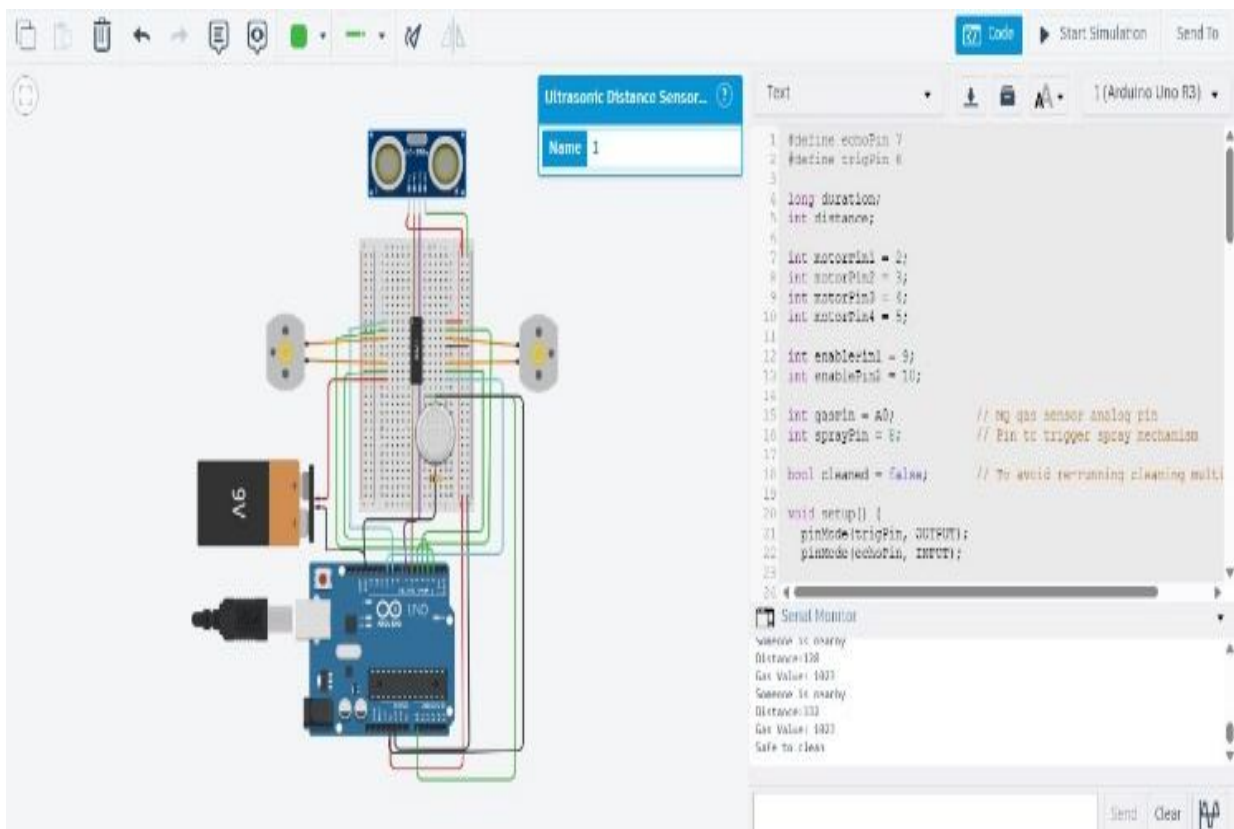 Code
Start Simulation
Send To
Ultrasonic Distance Sensor... ?
Name 1
Text
1 (Arduino Uno R3)
1 #define echoPin 7
2 #define trigPin 6
3
4 long duration;
5 int distance;
6
7 int motorPin1 = 2;
8 int motorPin2 = 3;
9 int motorPin3 = 4;
10 int motorPin4 = 5;
11
12 int enablePin1 = 9;
13 int enablePin2 = 10;
14
15 int gasPin = A0; // MQ gas sensor analog pin
16 int sprayPin = 8; // Pin to trigger spray mechanism
17
18 bool cleaned = false; // To avoid re-running cleaning multi
19
20 void setup() {
21 pinMode(trigPin, OUTPUT);
22 pinMode(echoPin, INPUT);
23
24
Serial Monitor
Someone is nearby
Distance:128
Gas Value: 1023
Someone is nearby
Distance:332
Gas Value: 1023
Safe to clean
Send
Clear
9V
UNO